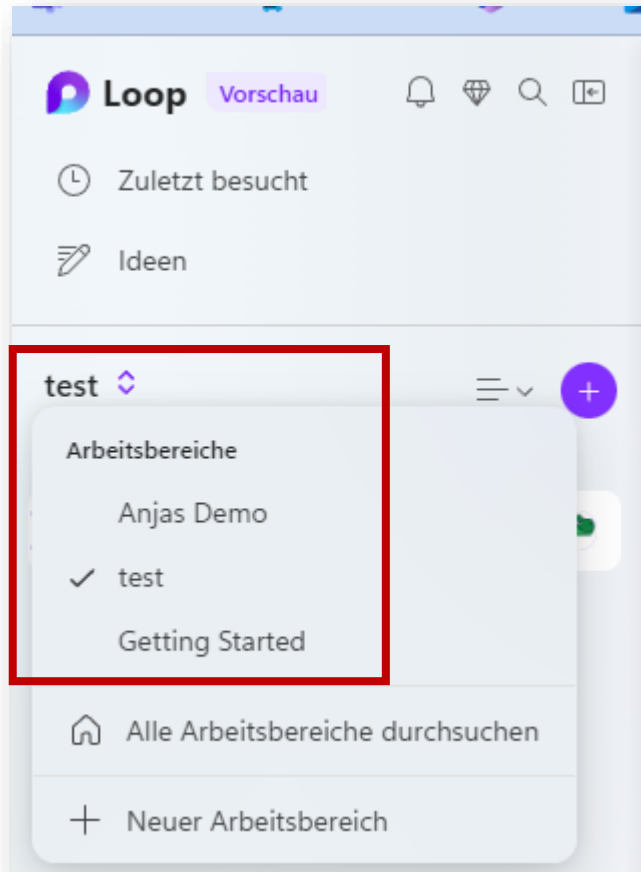 Loop Vorschau
Zuletzt besucht
Ideen
test
Arbeitsbereiche
Anjas Demo
test
Getting Started
Alle Arbeitsbereiche durchsuchen
Neuer Arbeitsbereich